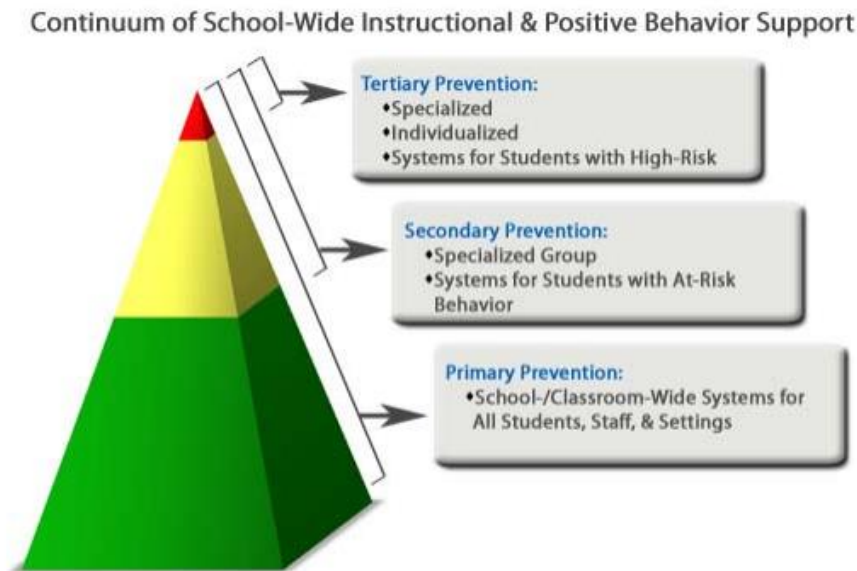 Continuum of School-Wide Instructional & Positive Behavior Support
Tertiary Prevention:
♦Specialized
♦Individualized
♦Systems for Students with High-Risk
Secondary Prevention:
♦Specialized Group
♦Systems for Students with At-Risk
Behavior
Primary Prevention:
♦School-/Classroom-Wide Systems for
All Students, Staff, & Settings